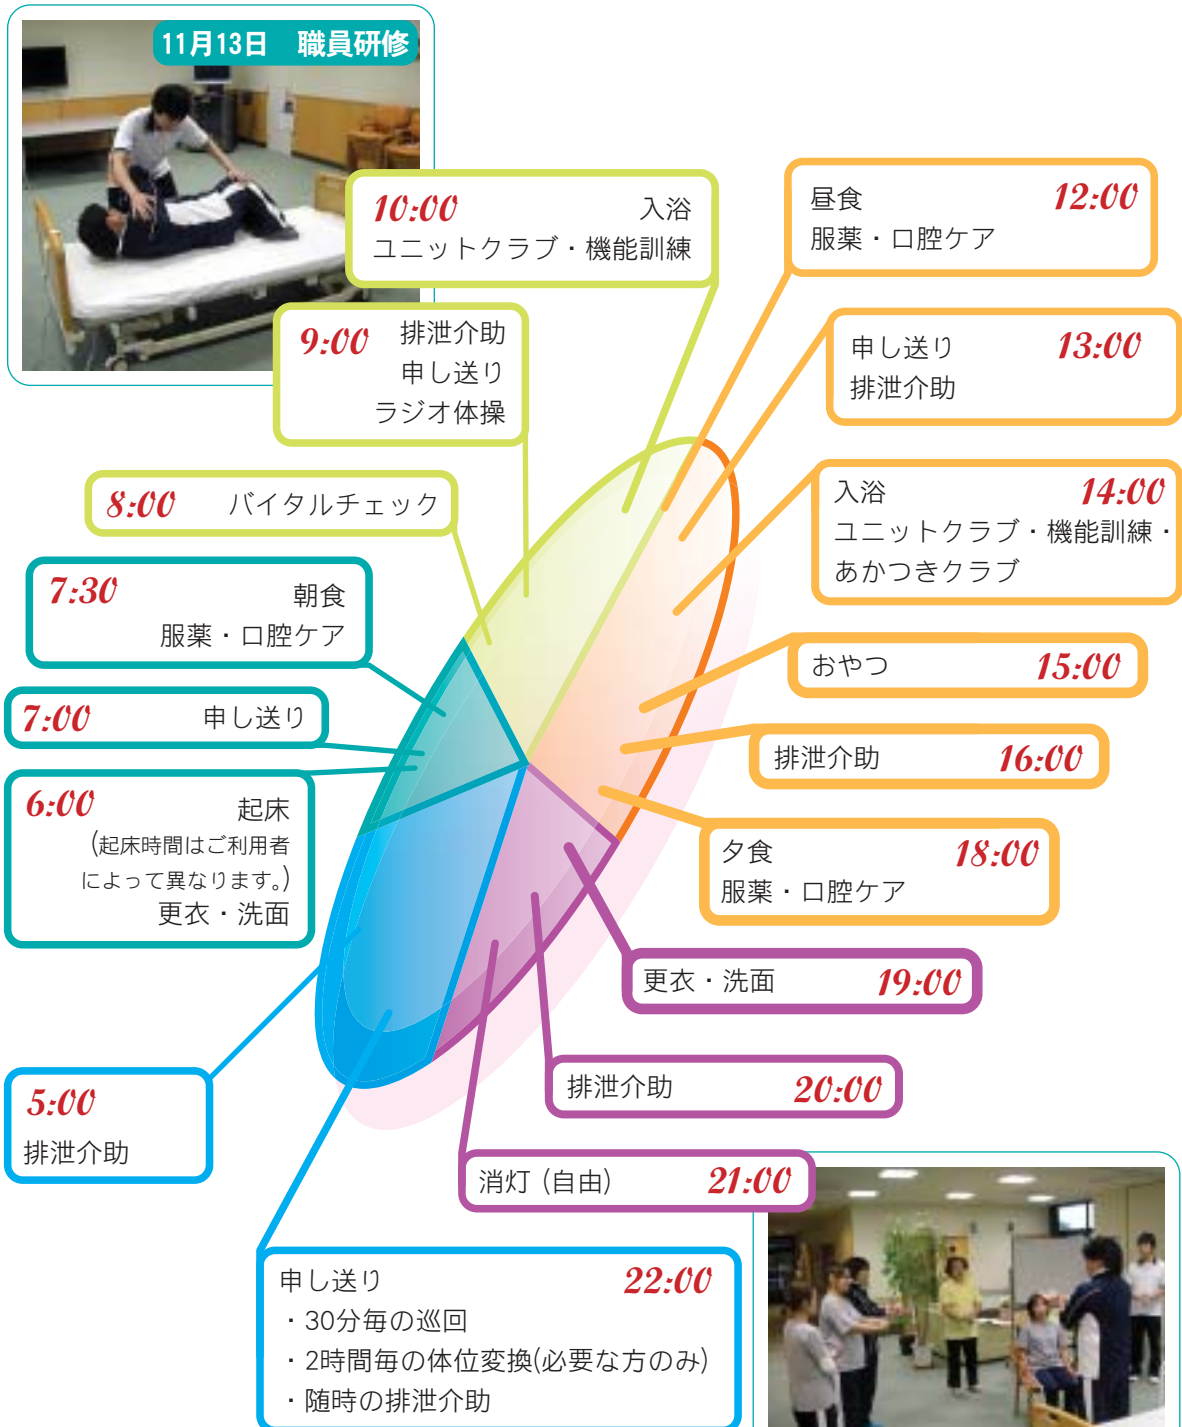 11月13日 職員研修
10:00 入浴
ユニットクラブ・機能訓練
9:00 排泄介助
申し送り
ラジオ体操
8:00 バイタルチェック
7:30 朝食
服薬・口腔ケア
7:00 申し送り
6:00 起床
(起床時間はご利用者
によって異なります。)
更衣・洗面
5:00
排泄介助
昼食 12:00
服薬・口腔ケア
申し送り 13:00
排泄介助
入浴 14:00
ユニットクラブ・機能訓練・
あかつきクラブ
おやつ 15:00
排泄介助 16:00
夕食 18:00
服薬・口腔ケア
更衣・洗面 19:00
排泄介助 20:00
消灯(自由) 21:00
申し送り 22:00
・30分毎の巡回
・2時間毎の体位変換(必要な方のみ)
・随時の排泄介助